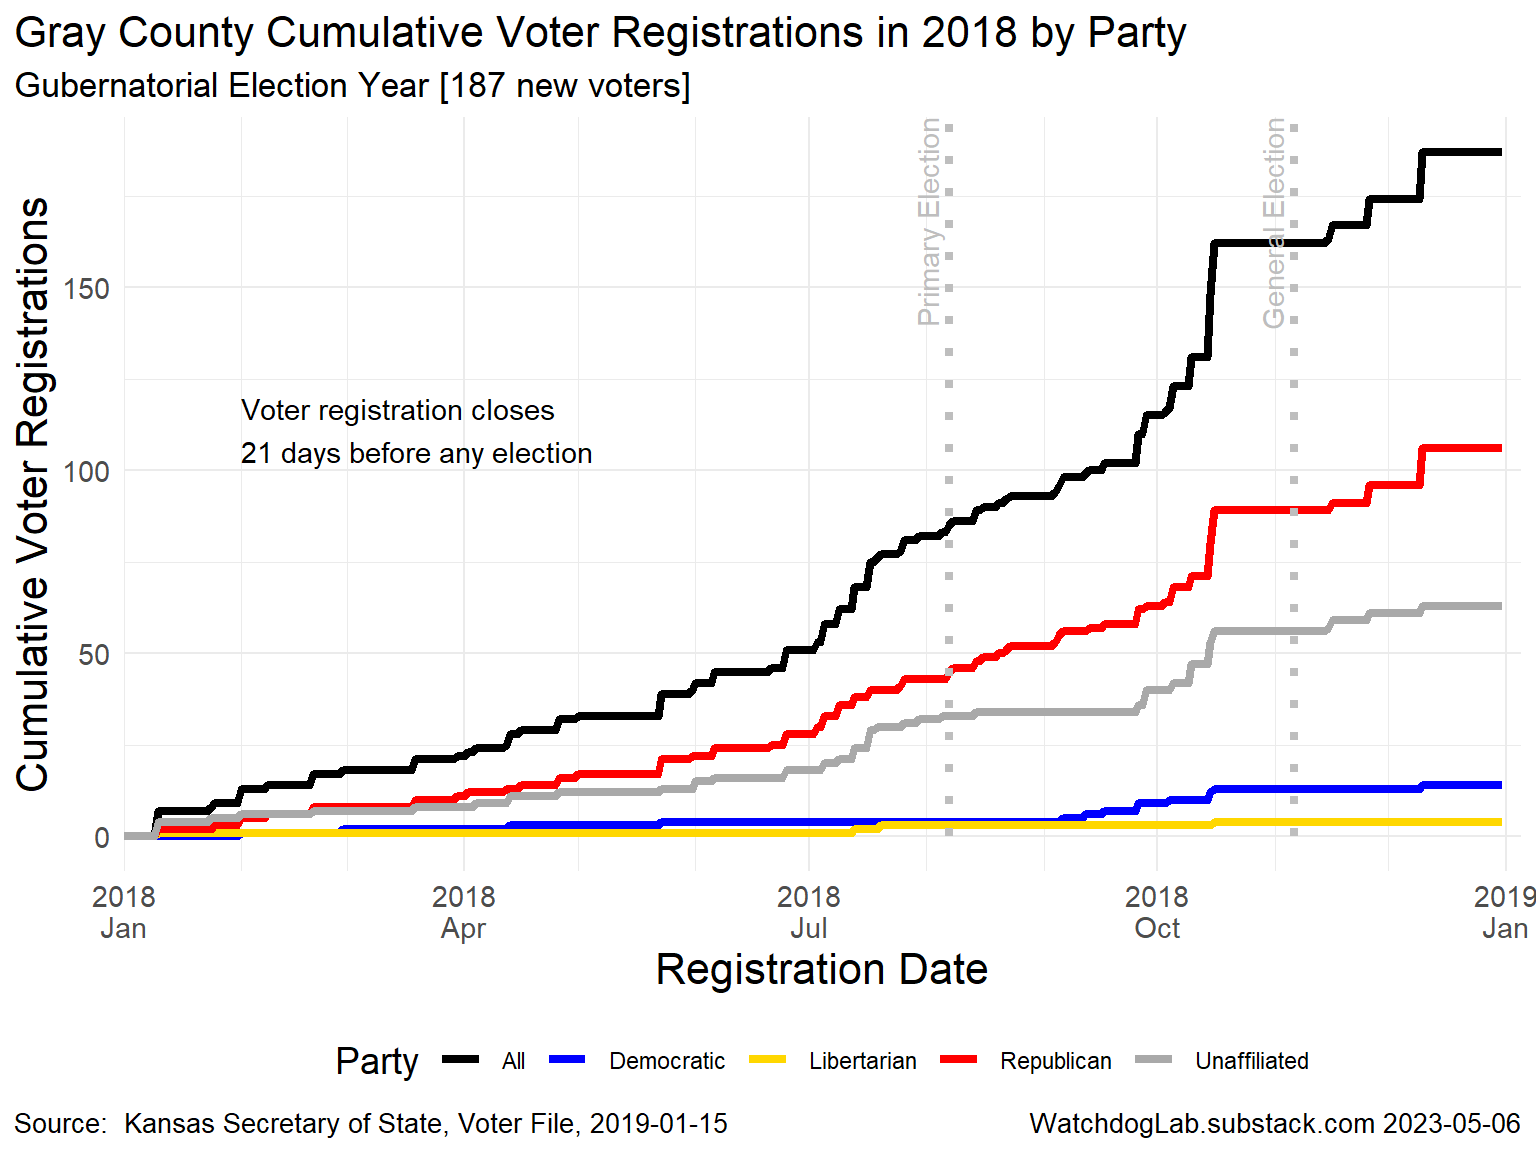 Gray County Cumulative Voter Registrations in 2018 by Party
Gubernatorial Election Year [187 new voters]
Cumulative Voter Registrations
150
100
50
0
Primary Election
General Election
Voter registration closes
21 days before any election
2018 2018 2018 2018 2019
Jan Apr Jul Oct Jan
Registration Date
Party All Democratic Libertarian Republican Unaffiliated
Source:  Kansas Secretary of State, Voter File, 2019-01-15
WatchdogLab.substack.com 2023-05-06